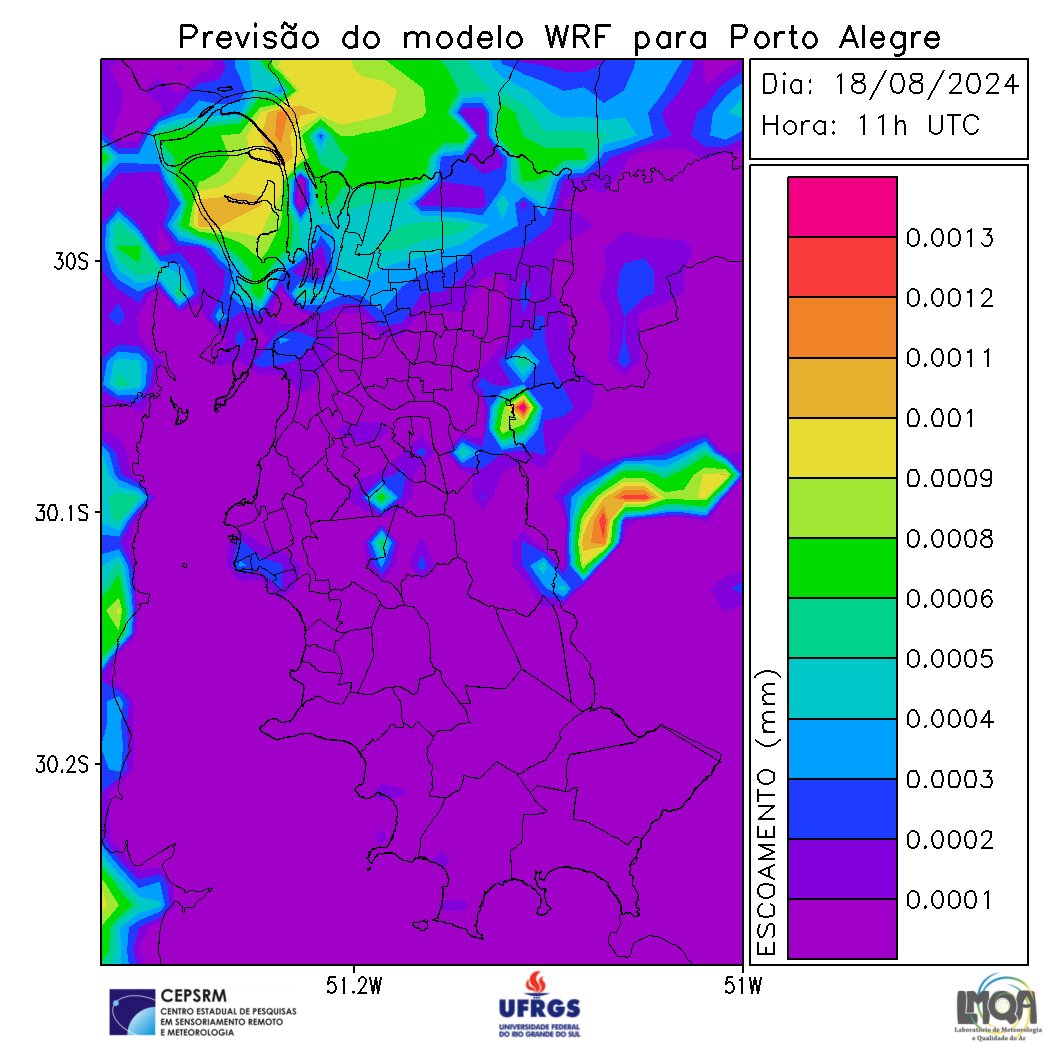 Previsão do modelo WRF para Porto Alegre
Dia: 18/08/2024
Hora: 11h UTC
30S
30.1S
30.2S
51.2W
51W
ESCOAMENTO (mm)
0.0013
0.0012
0.0011
0.001
0.0009
0.0008
0.0006
0.0005
0.0004
0.0003
0.0002
0.0001
CEPSRM
CENTRO ESTADUAL DE PESQUISAS
EM SENSORIAMENTO REMOTO
E METEOROLOGIA
UFRGS
UNIVERSIDADE FEDERAL
DO RIO GRANDE DO SUL
LMQA
Laboratório de Meteorologia
e Qualidade do Ar